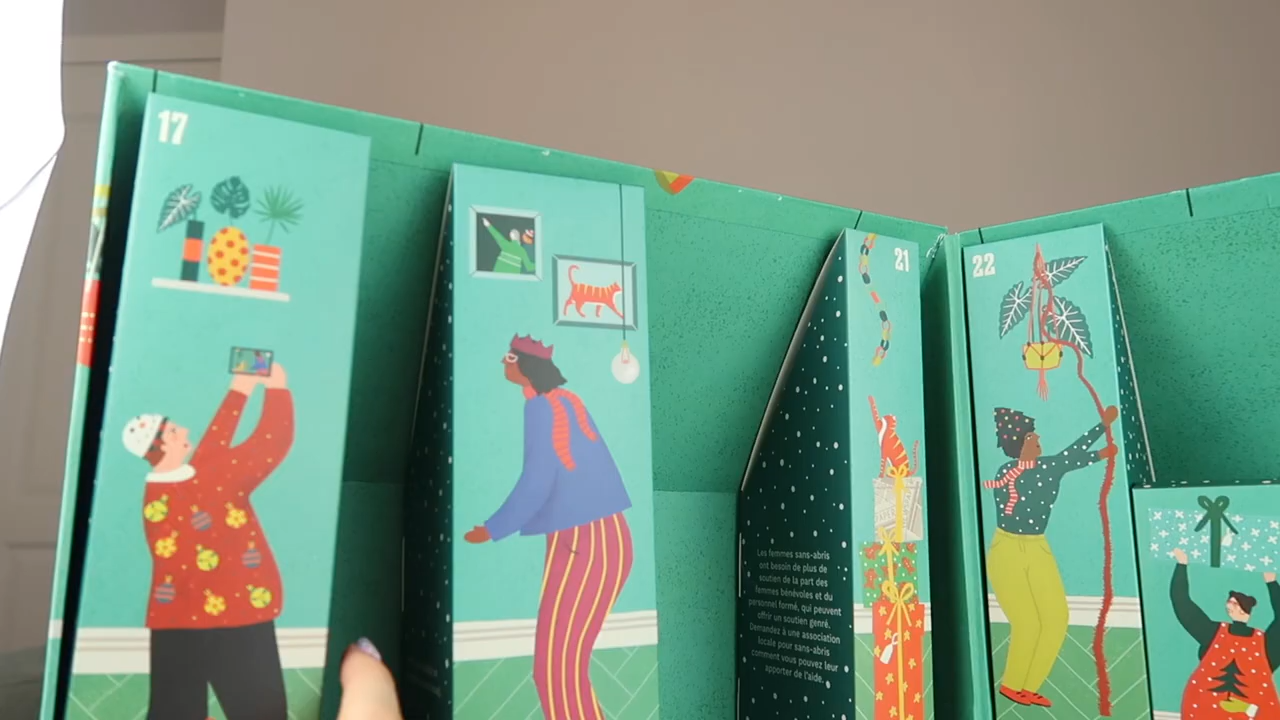 17
21
22
Les femmes sans-abris
ont besoin de plus de
soutien de la part des
femmes bénévoles et du
personnel formé, qui peuvent
offrir un soutien genré.
Demandez à une association
locale pour sans-abris
comment vous pouvez leur
apporter de l'aide.